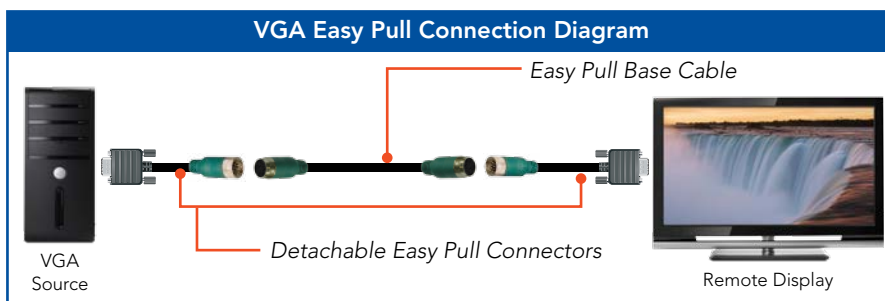 VGA Easy Pull Connection Diagram
Easy Pull Base Cable
Detachable Easy Pull Connectors
VGA
Source
Remote Display